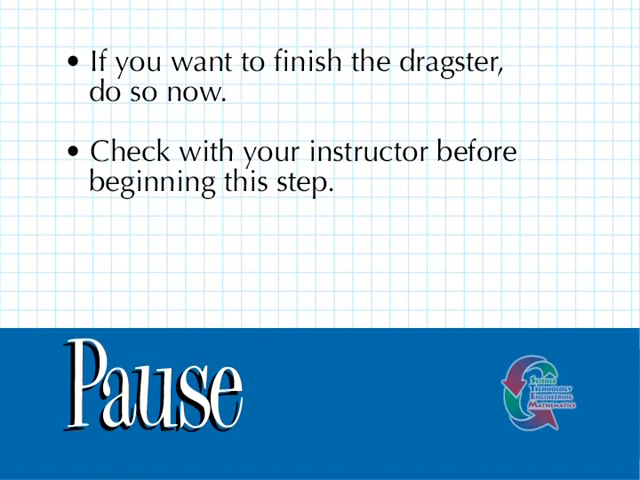 • If you want to finish the dragster,
do so now.
• Check with your instructor before
beginning this step.
Pause
Science
Technology
Engineering
Mathematics